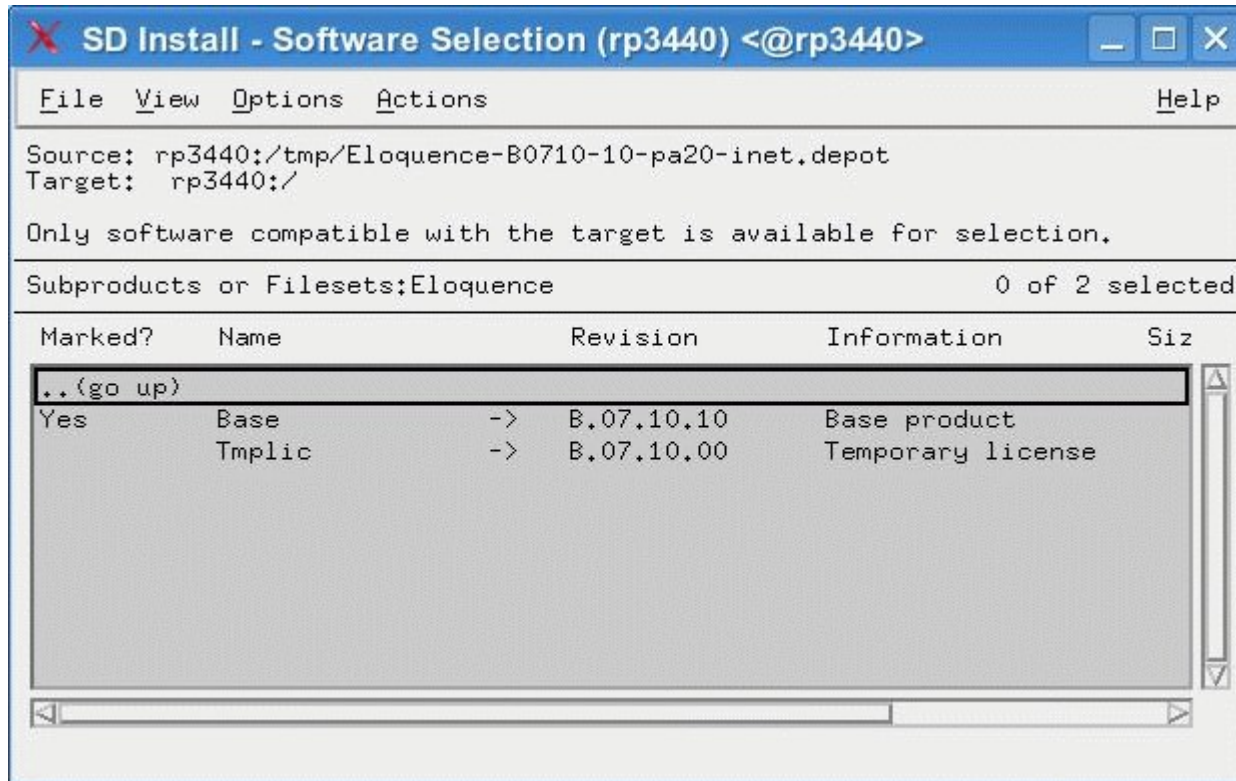 SD Install - Software Selection (rp3440) <@rp3440>
File View Options Actions Help
Source: rp3440:/tmp/Eloquence-B0710-10-pa20-inet.depot
Target: rp3440:/
Only software compatible with the target is available for selection.
Subproducts or Filesets:Eloquence 0 of 2 selected
Marked? Name Revision Information Siz
..(go up)
Yes Base -> B.07.10.10 Base product
Tmplic -> B.07.10.00 Temporary license